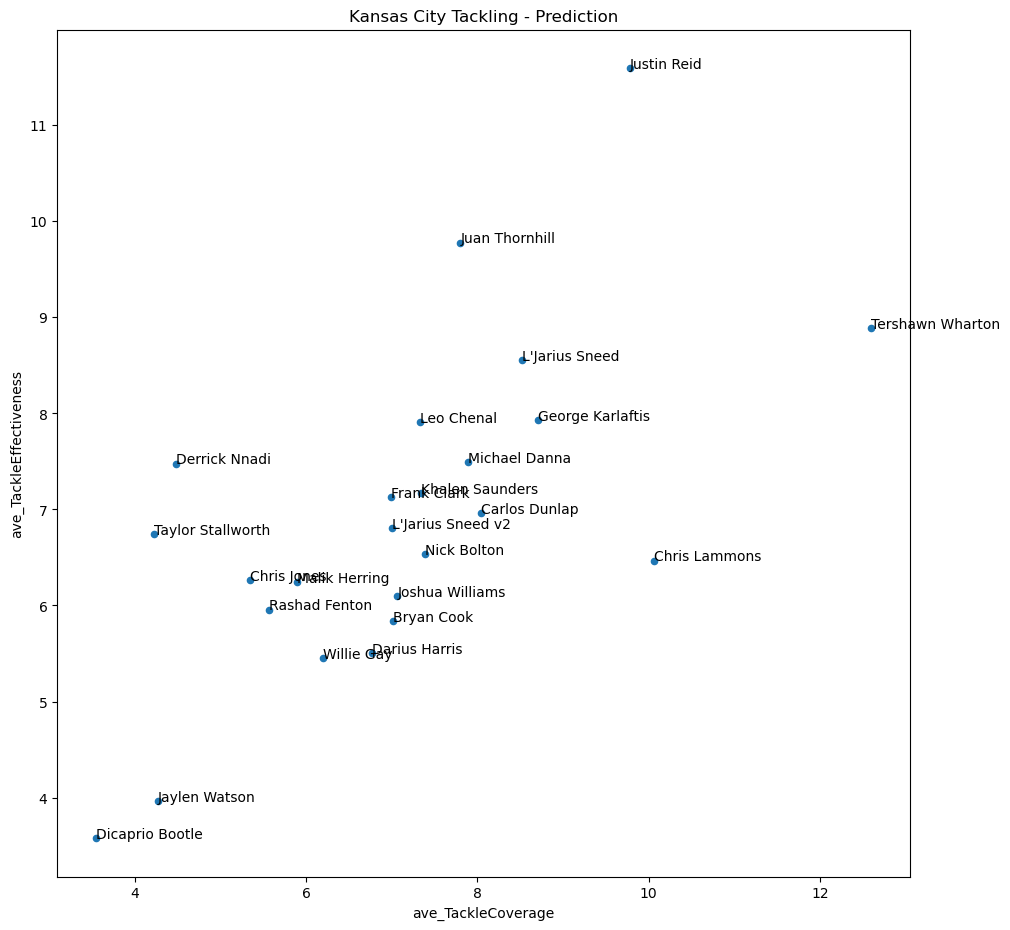 Kansas City Tackling - Prediction
Justin Reid
11
10
Juan Thornhill
9
Tershawn Wharton
L'Jarius Sneed
8
Leo Chenal
George Karlaftis
Derrick Nnadi
Michael Danna
Khalen Saunders
Frank Clark
7
Carlos Dunlap
Taylor Stallworth
L'Jarius Sneed v2
Nick Bolton
Chris Lammons
Chris Jones
Malik Herring
6
Rashad Fenton
Joshua Williams
Bryan Cook
Willie Gay
Darius Harris
5
4
Jaylen Watson
Dicaprio Bootle
ave_TackleEffectiveness
4
6
8
10
12
ave_TackleCoverage